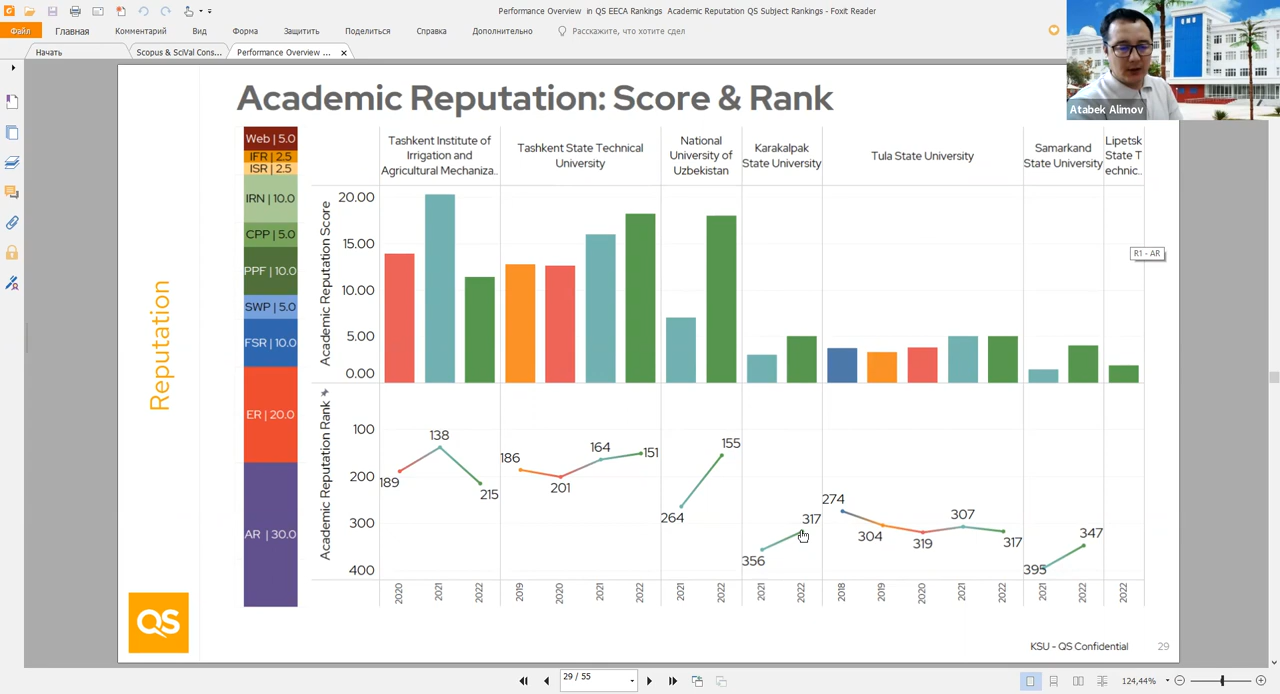 Performance Overview in QS EECA Rankings Academic Reputation QS Subject Rankings - Foxit Reader
Файл
Главная
Комментарий
Вид
Форма
Защитить
Поделиться
Справка
Дополнительно
Расскажите, что хотите сдел
Начать
Scopus & SciVal Cons...
Performance Overview ...
Atabek Alimov
Academic Reputation: Score & Rank
Reputation
Web | 5.0
IFR | 2.5
ISR | 2.5
IRN | 10.0
CPP | 5.0
PPF | 10.0
SWP | 5.0
FSR | 10.0
ER | 20.0
AR | 30.0
Tashkent Institute of
Irrigation and
Agricultural Mechaniza..
Tashkent State Technical
University
National
University of
Uzbekistan
Karakalpak
State University
Tula State University
Samarkand
State University
Lipetsk
State T
echnic..
Academic Reputation Score
20.00
15.00
10.00
5.00
0.00
R1 - AR
Academic Reputation Rank
100
200
300
400
189
138
215
186
201
164
151
264
155
356
317
274
304
319
307
317
395
347
2020
2021
2022
2019
2020
2021
2022
2021
2022
2021
2022
2018
2019
2020
2021
2022
2021
2022
2022
QS
KSU - QS Confidential
29
29 / 55
124,44%